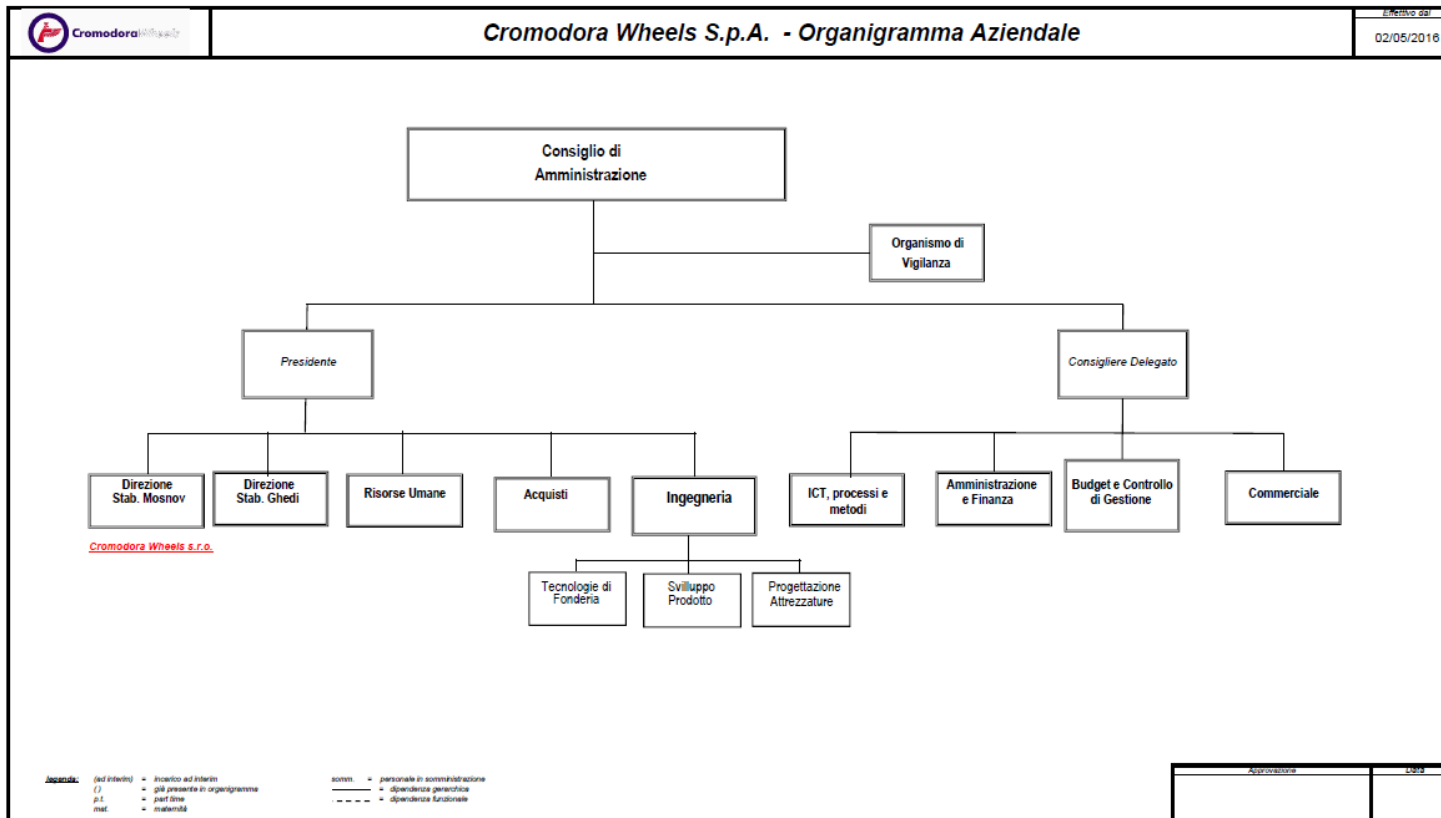 CromodoraWheels
Cromodora Wheels S.p.A. - Organigramma Aziendale
Effettivo dal
02/05/2016
Consiglio di
Amministrazione
Organismo di
Vigilanza
Presidente
Consigliere Delegato
Direzione
Stab. Mosnov
Direzione
Stab. Ghedi
Risorse Umane
Acquisti
Ingegneria
ICT, processi e
metodi
Amministrazione
e Finanza
Budget e Controllo
di Gestione
Commerciale
Cromodora Wheels s.r.o.
Tecnologie di
Fonderia
Sviluppo
Prodotto
Progettazione
Attrezzature
legenda:
(ad interim) = incarico ad interim
( ) = già presente in organigramma
p.t. = part time
mat. = maternità
somm. = personale in somministrazione
= dipendenza gerarchica
= dipendenza funzionale
Approvazione
Data